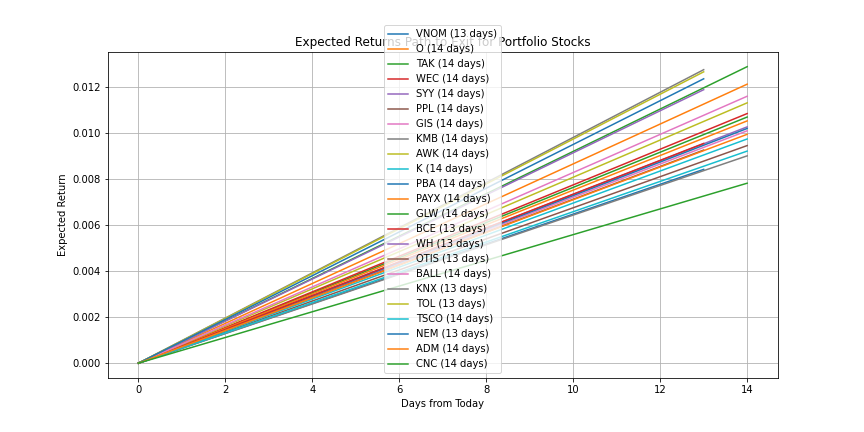 Expected Returns Path to Exit for Portfolio Stocks
VNOM (13 days)
O (14 days)
TAK (14 days)
WEC (14 days)
SYY (14 days)
PPL (14 days)
GIS (14 days)
KMB (14 days)
AWK (14 days)
K (14 days)
PBA (14 days)
PAYX (14 days)
GLW (14 days)
BCE (13 days)
WH (13 days)
OTIS (13 days)
BALL (14 days)
KNX (14 days)
TOL (13 days)
TSCO (14 days)
NEM (13 days)
ADM (14 days)
CNC (14 days)
Expected Return
0.012
0.010
0.008
0.006
0.004
0.002
0.000
0 2 4 6 8 10 12 14
Days from Today